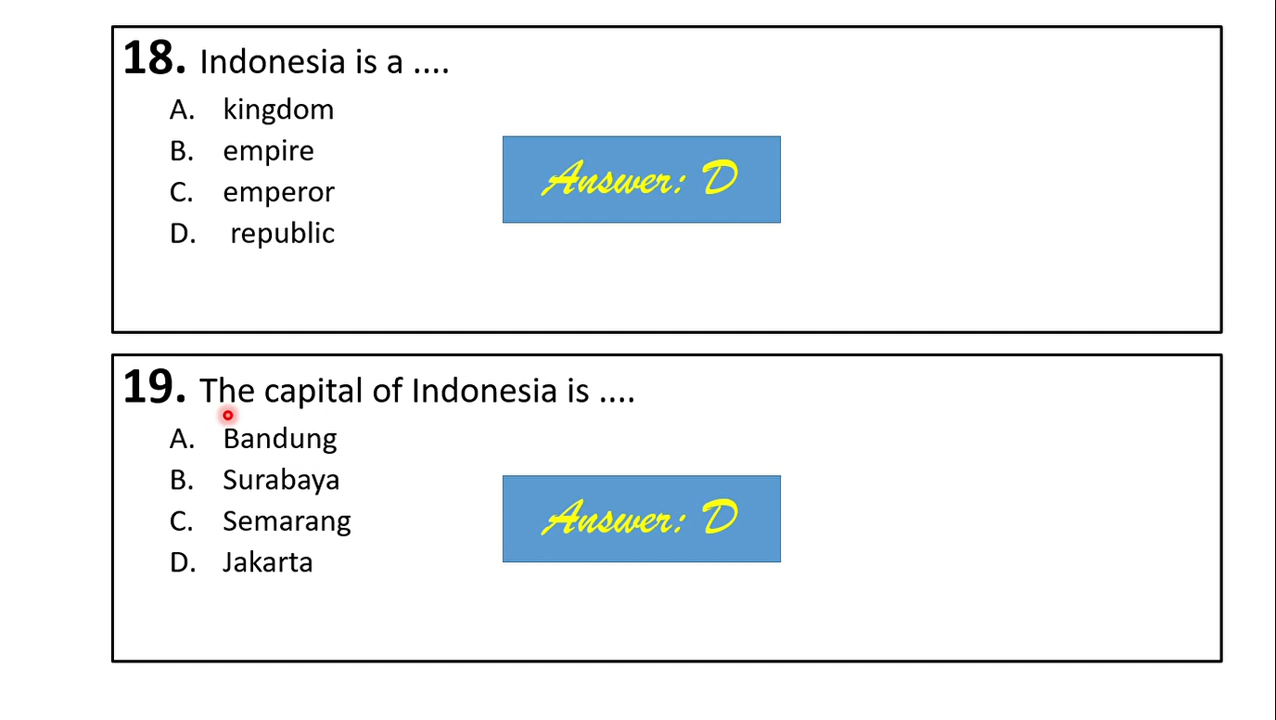 18. Indonesia is a ....
A. kingdom
B. empire
C. emperor
D. republic
Answer: D
19. The capital of Indonesia is ....
A. Bandung
B. Surabaya
C. Semarang
D. Jakarta
Answer: D